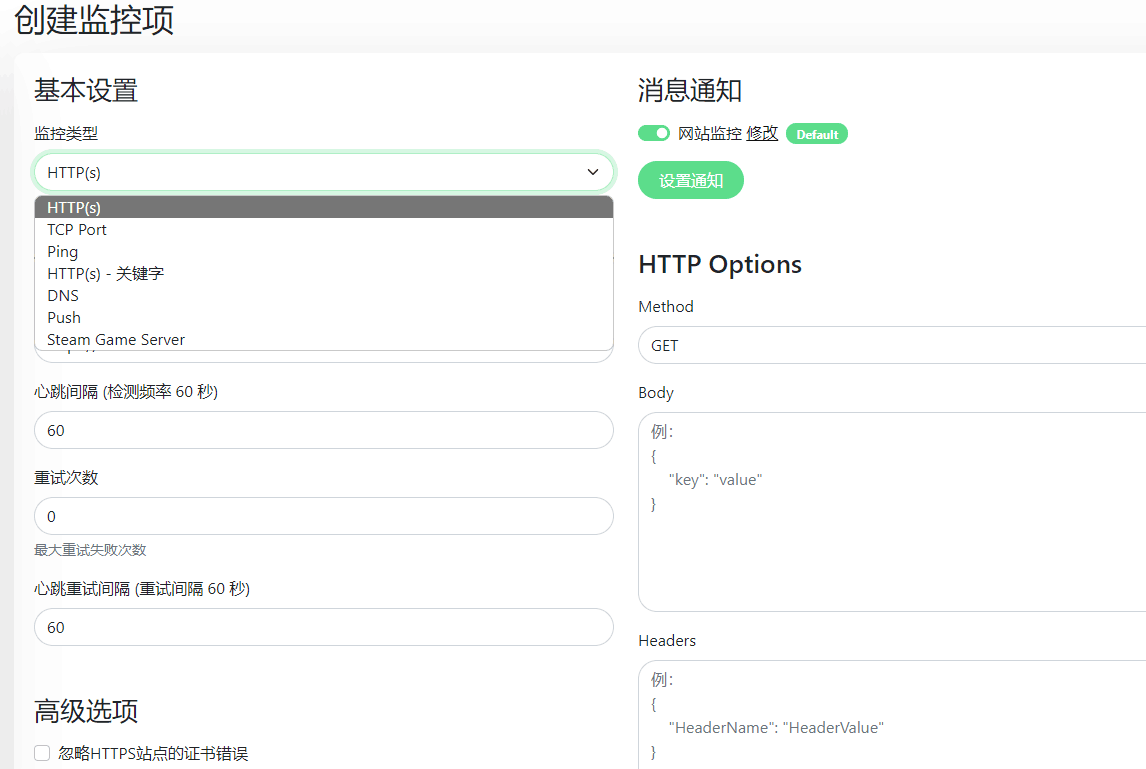 创建监控项
基本设置
监控类型
HTTP(s)
HTTP(s)
TCP Port
Ping
HTTP(s) - 关键字
DNS
Push
Steam Game Server
心跳间隔 (检测频率 60 秒)
60
重试次数
0
最大重试失败次数
心跳重试间隔 (重试间隔 60 秒)
60
高级选项
忽略HTTPS站点的证书错误
消息通知
网站监控 修改 Default
设置通知
HTTP Options
Method
GET
Body
例：
{
"key": "value"
}
Headers
例：
{
"HeaderName": "HeaderValue"
}